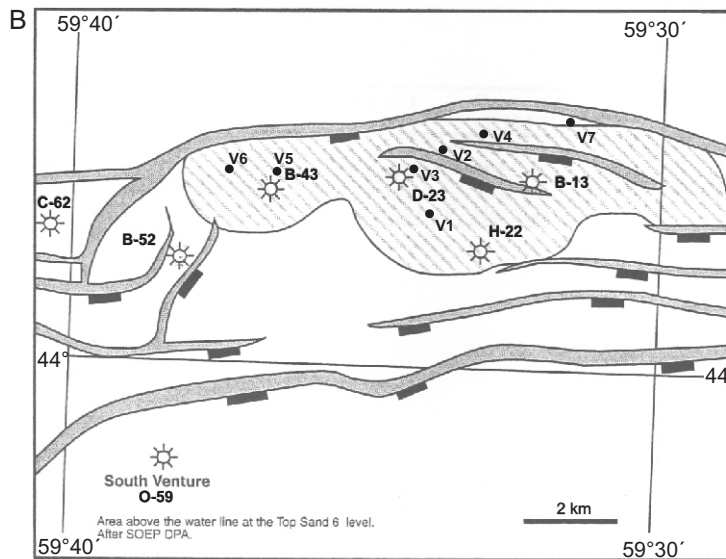 B
59°40´
59°30´
V7
V4
V6
V5
V2
B-43
V3
B-13
C-62
D-23
V1
B-52
H-22
44°
44
South Venture
O-59
2 km
Area above the water line at the Top Sand 6 level.
After SOEP DPA.
59°40´
59°30´